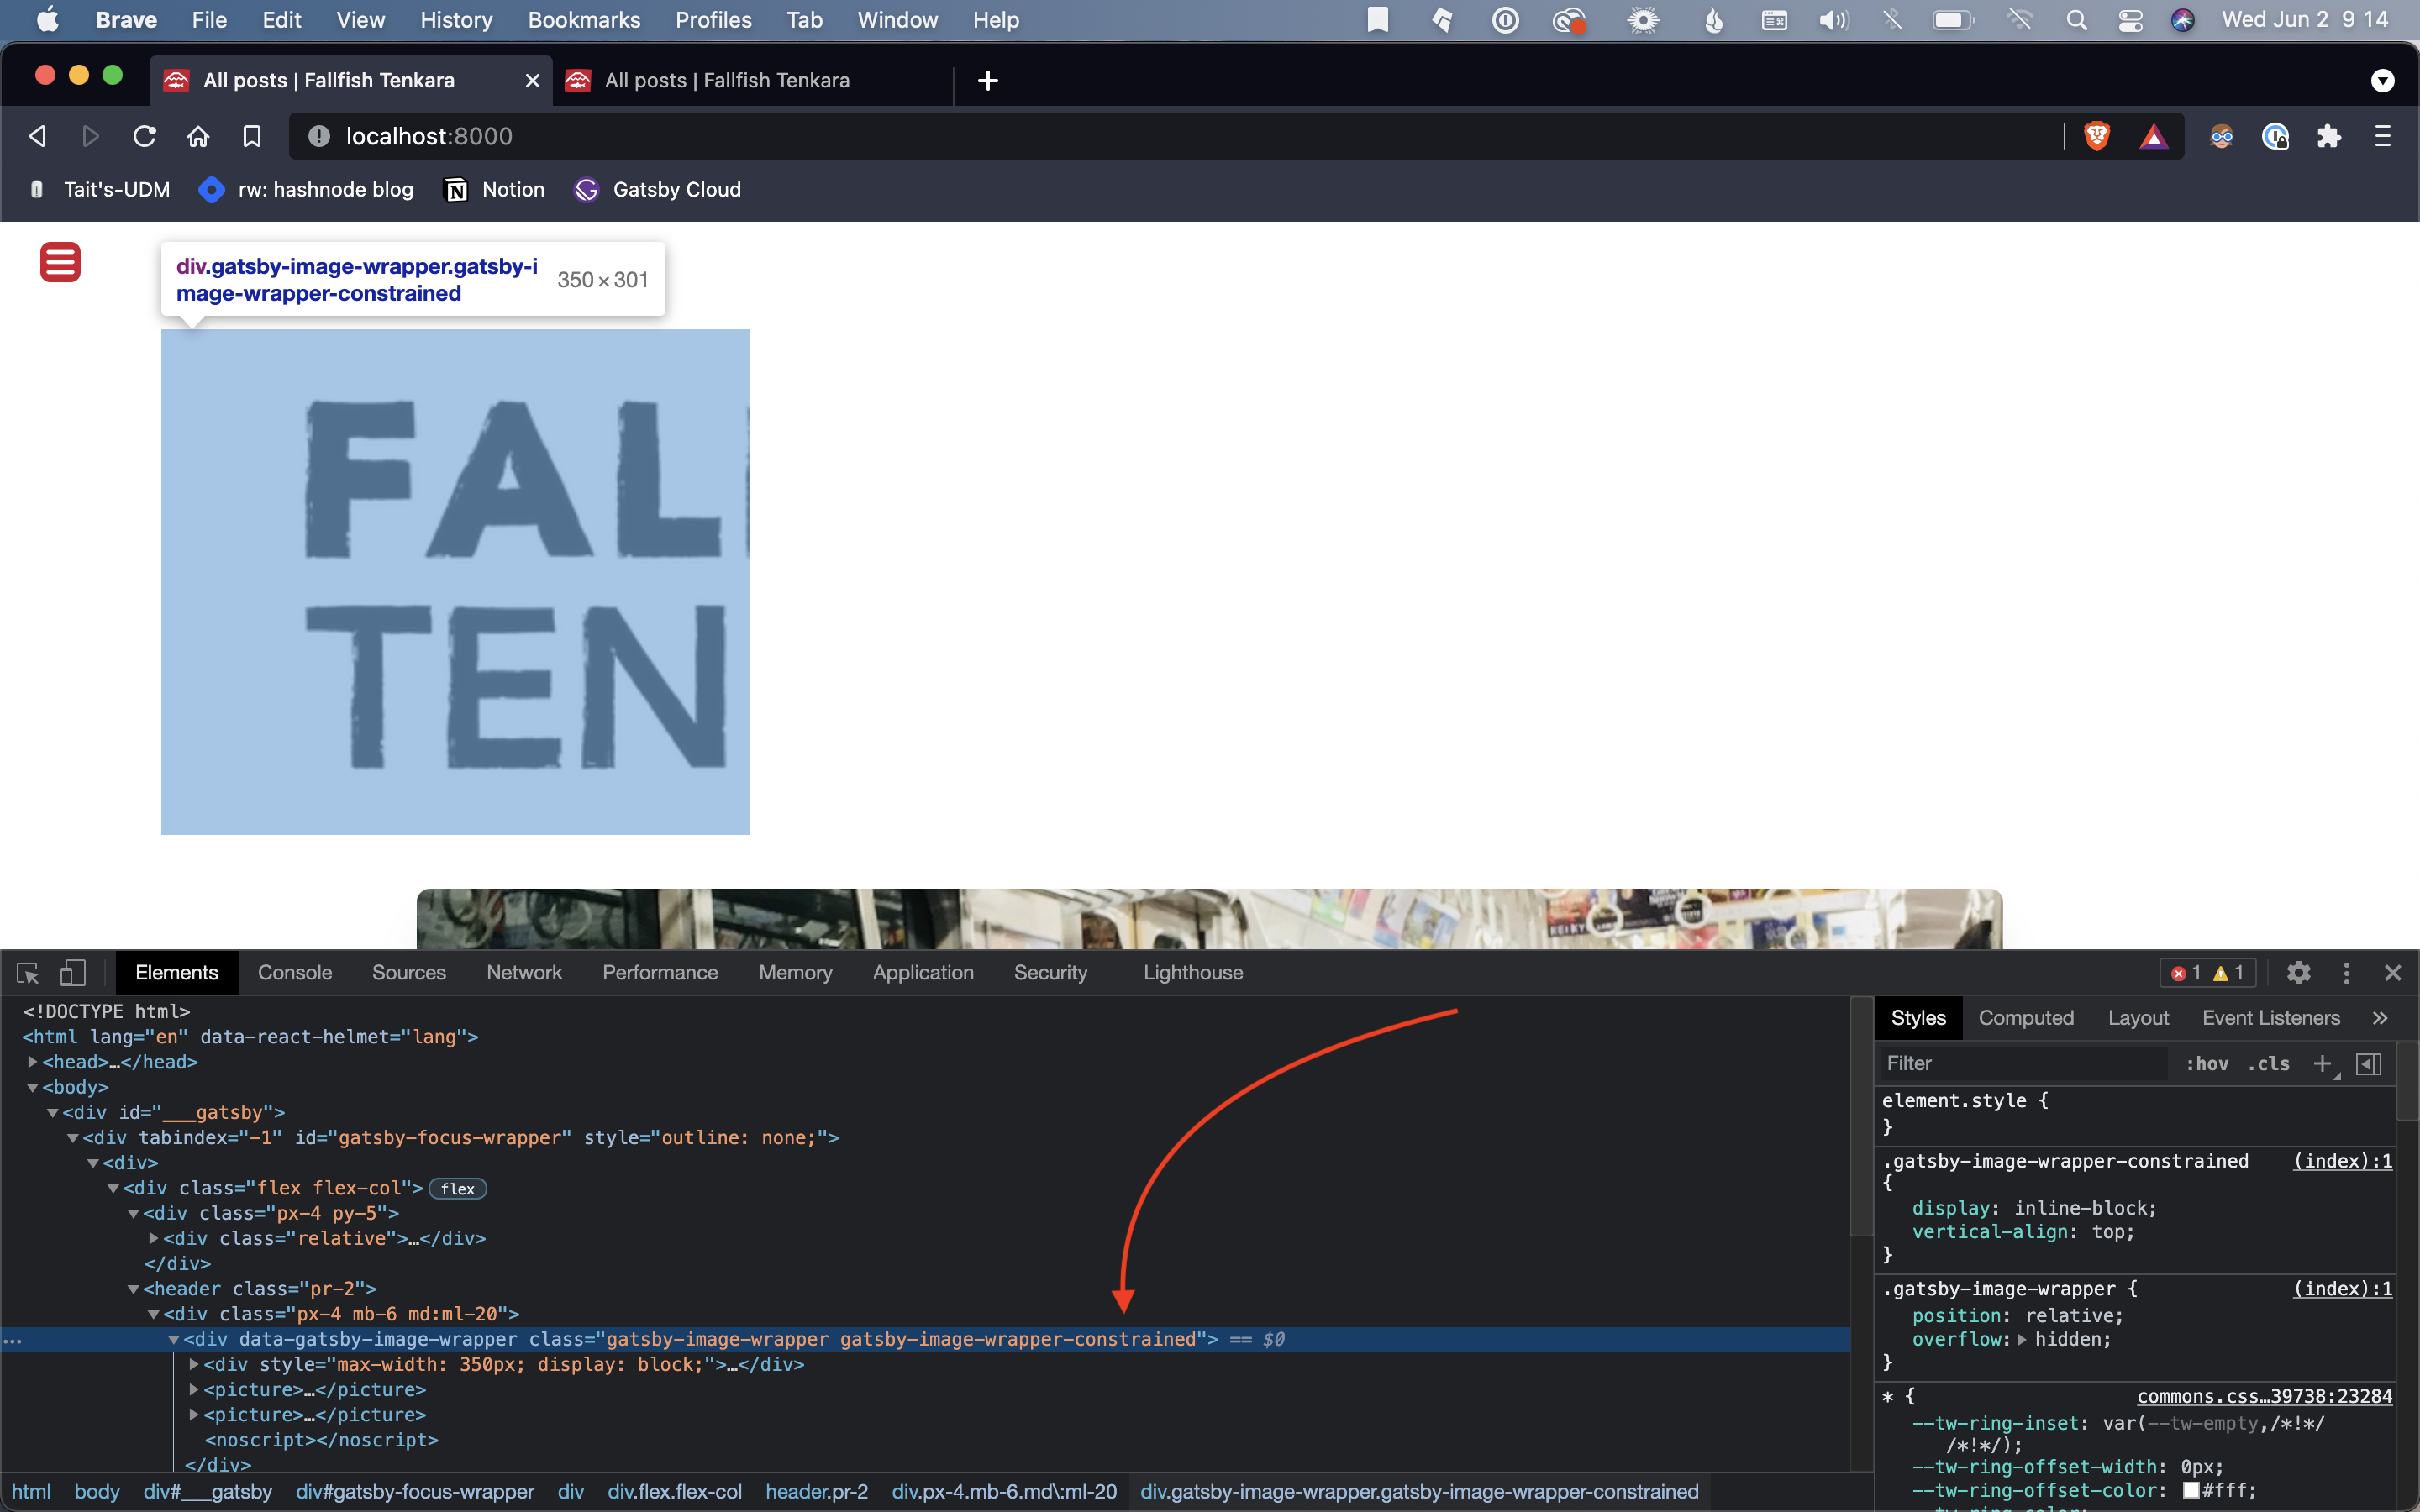 Brave File Edit View History Bookmarks Profiles Tab Window Help Wed Jun 2 9 14
All posts | Fallfish Tenkara All posts | Fallfish Tenkara
localhost:8000
Tait's-UDM rw: hashnode blog Notion Gatsby Cloud
div.gatsby-image-wrapper.gatsby-i
mage-wrapper-constrained
350 × 301
FAL
TEN
KEIKYU
Elements Console Sources Network Performance Memory Application Security Lighthouse 1 1
<!DOCTYPE html>
<html lang="en" data-react-helmet="lang">
<head>…</head>
<body>
<div id="___gatsby">
<div tabindex="-1" id="gatsby-focus-wrapper" style="outline: none;">
<div>
<div class="flex flex-col"> flex
<div class="px-4 py-5">
<div class="relative">…</div>
</div>
<header class="pr-2">
<div class="px-4 mb-6 md:ml-20">
… <div data-gatsby-image-wrapper class="gatsby-image-wrapper gatsby-image-wrapper-constrained"> == $0
<div style="max-width: 350px; display: block;">…</div>
<picture>…</picture>
<picture>…</picture>
<noscript></noscript>
</div>
html body div#___gatsby div#gatsby-focus-wrapper div div.flex.flex-col header.pr-2 div.px-4.mb-6.md\:ml-20 div.gatsby-image-wrapper.gatsby-image-wrapper-constrained
Styles Computed Layout Event Listeners »
Filter :hov .cls +
element.style {
}
.gatsby-image-wrapper-constrained (index):1
{
display: inline-block;
vertical-align: top;
}
.gatsby-image-wrapper { (index):1
position: relative;
overflow: hidden;
}
* { commons.css…39738:23284
--tw-ring-inset: var(--tw-empty,/*!*/
/*!*/);
--tw-ring-offset-width: 0px;
--tw-ring-offset-color: #fff;